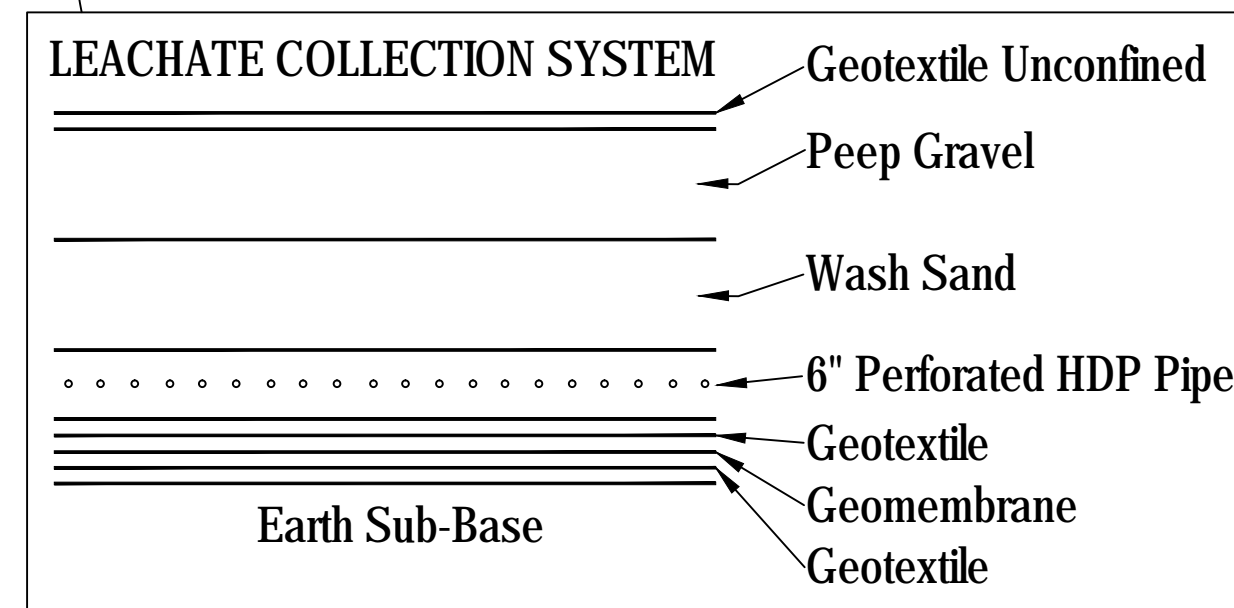 LEACHATE COLLECTION SYSTEM
Geotextile Unconfined
Peep Gravel
Wash Sand
6" Perforated HDP Pipe
Geotextile
Geomembrane
Geotextile
Earth Sub-Base